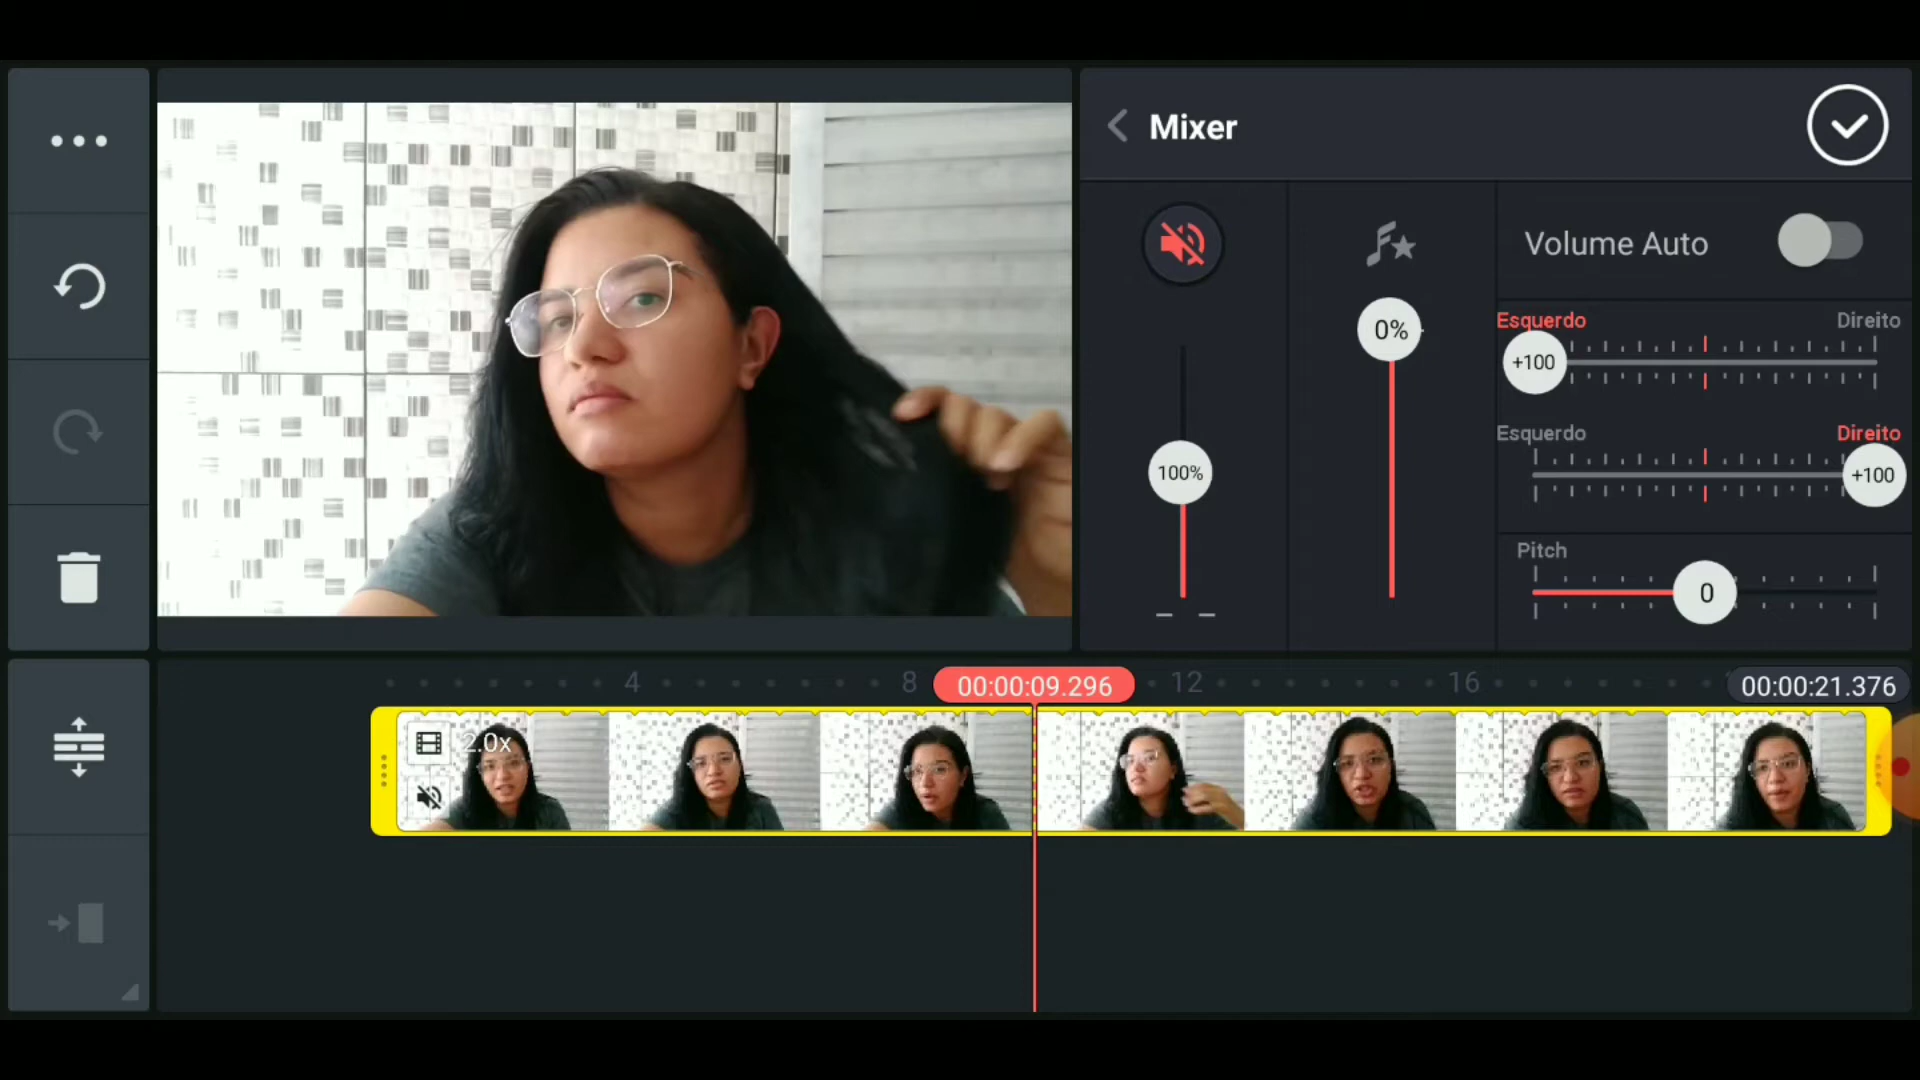 Mixer
Volume Auto
0%
Esquerdo Direito
+100
Esquerdo Direito
100%
+100
Pitch
0
4 8 00:00:09.296 12 16 00:00:21.376
2.0x